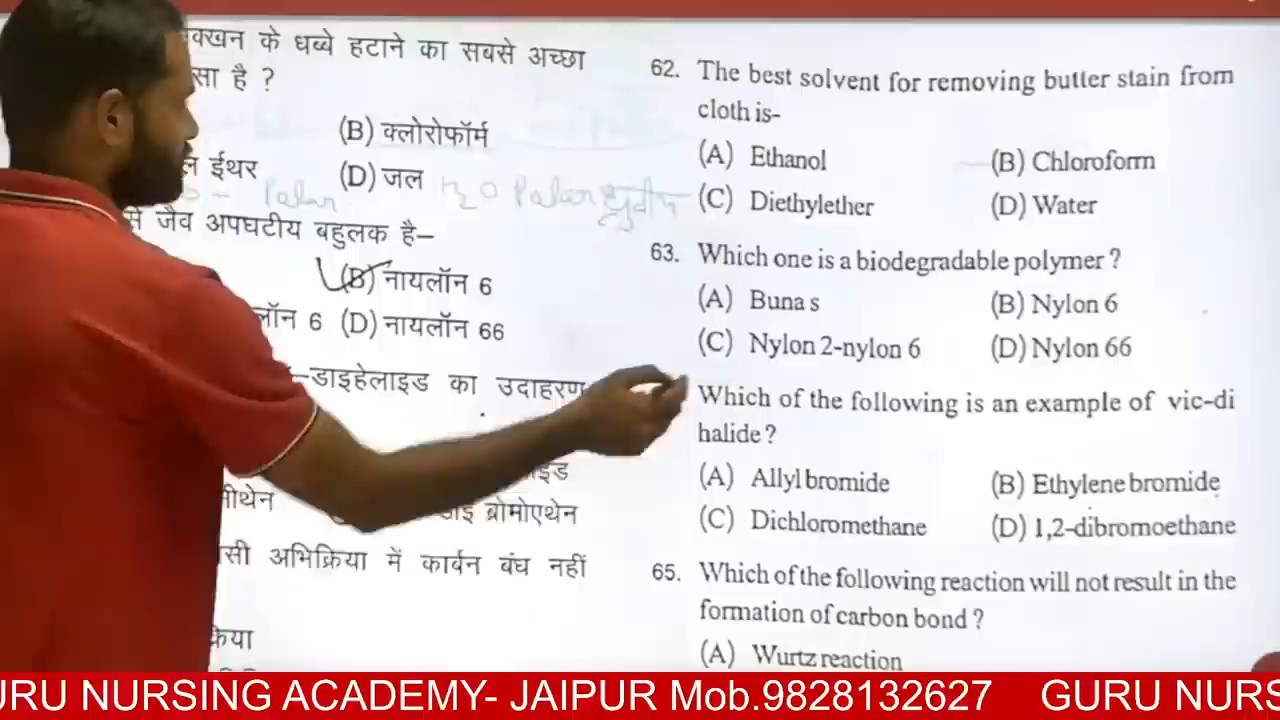 के धब्बे हटाने का सबसे अच्छा
सा है ?
(B) क्लोरोफॉर्म
ईथर (D) जल
H2O Polar
जैव अपघटीय बहुलक है–
(B) नायलॉन 6
6 (D) नायलॉन 66
–डाइहेलाइड का उदाहरण
ब्रोमोएथेन
अभिक्रिया में कार्बन बंध नहीं
62. The best solvent for removing butter stain from
cloth is-
(A) Ethanol (B) Chloroform
(C) Diethylether (D) Water
63. Which one is a biodegradable polymer ?
(A) Buna s (B) Nylon 6
(C) Nylon 2-nylon 6 (D) Nylon 66
Which of the following is an example of vic-di
halide ?
(A) Allyl bromide (B) Ethylene bromide
(C) Dichloromethane (D) 1,2-dibromoethane
65. Which of the following reaction will not result in the
formation of carbon bond ?
(A) Wurtz reaction
URU NURSING ACADEMY- JAIPUR Mob.9828132627 GURU NURS